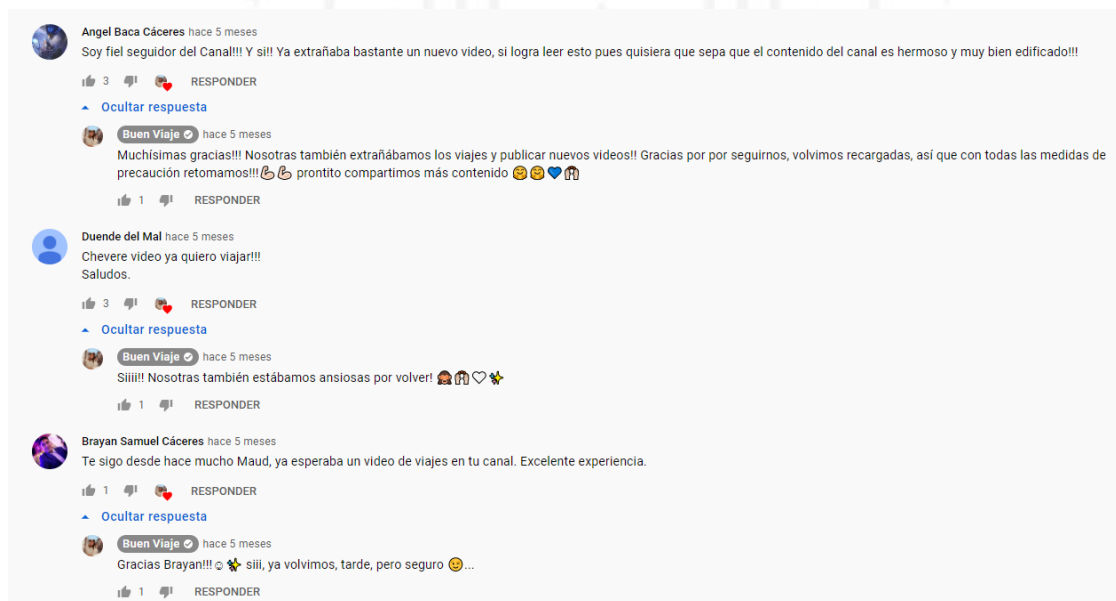 Angel Baca Cáceres hace 5 meses
Soy fiel seguidor del Canal!!! Y si!! Ya extrañaba bastante un nuevo video, si logra leer esto pues quisiera que sepa que el contenido del canal es hermoso y muy bien edificado!!!
3 RESPONDER
Ocultar respuesta
Buen Viaje hace 5 meses
Muchísimas gracias!!! Nosotras también extrañábamos los viajes y publicar nuevos videos!! Gracias por por seguirnos, volvimos recargadas, así que con todas las medidas de
precaución retomamos!!!💪🏻💪🏻 prontito compartimos más contenido 🤗🤗💙🙌🏻
1 RESPONDER
Duende del Mal hace 5 meses
Chevere video ya quiero viajar!!!
Saludos.
3 RESPONDER
Ocultar respuesta
Buen Viaje hace 5 meses
Siiii!! Nosotras también estábamos ansiosas por volver! 🙈🙌🏻🤍✨
1 RESPONDER
Brayan Samuel Cáceres hace 5 meses
Te sigo desde hace mucho Maud, ya esperaba un video de viajes en tu canal. Excelente experiencia.
1 RESPONDER
Ocultar respuesta
Buen Viaje hace 5 meses
Gracias Brayan!!!☺✨ siii, ya volvimos, tarde, pero seguro 😉...
1 RESPONDER